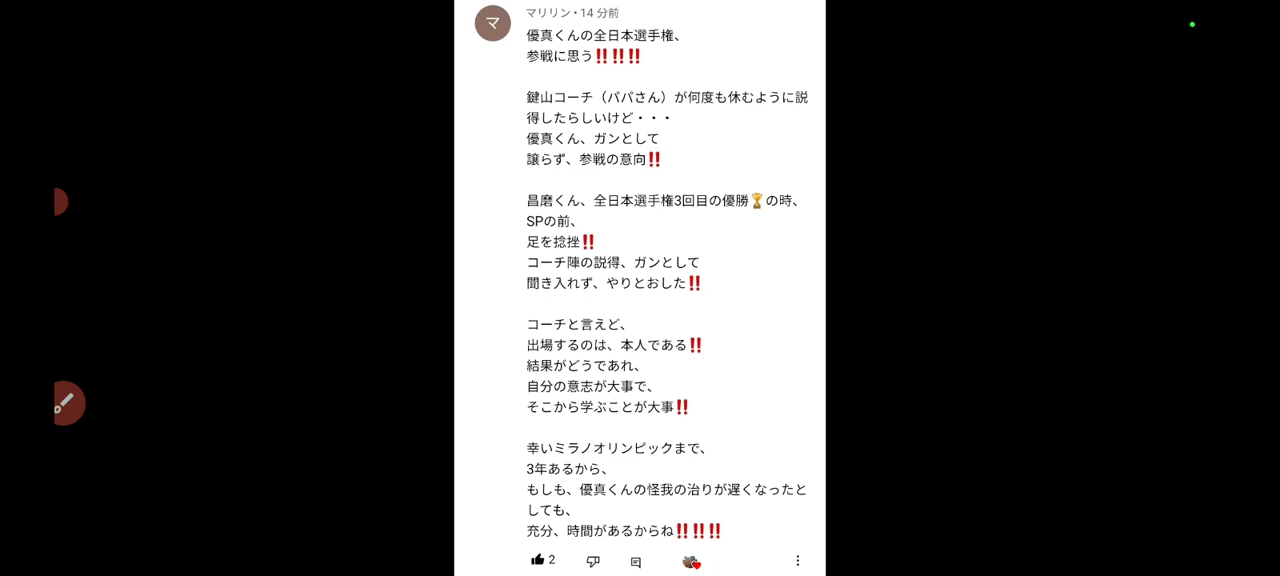 マ
マリリン・14 分前
優真くんの全日本選手権、
参戦に思う‼️‼️‼️
鍵山コーチ（パパさん）が何度も休むように説
得したらしいけど・・・
優真くん、ガンとして
譲らず、参戦の意向‼️
昌磨くん、全日本選手権3回目の優勝🏆の時、
SPの前、
足を捻挫‼️
コーチ陣の説得、ガンとして
聞き入れず、やりとおした‼️
コーチと言えど、
出場するのは、本人である‼️
結果がどうであれ、
自分の意志が大事で、
そこから学ぶことが大事‼️
幸いミラノオリンピックまで、
3年あるから、
もしも、優真くんの怪我の治りが遅くなったと
しても、
充分、時間があるからね‼️‼️‼️
2